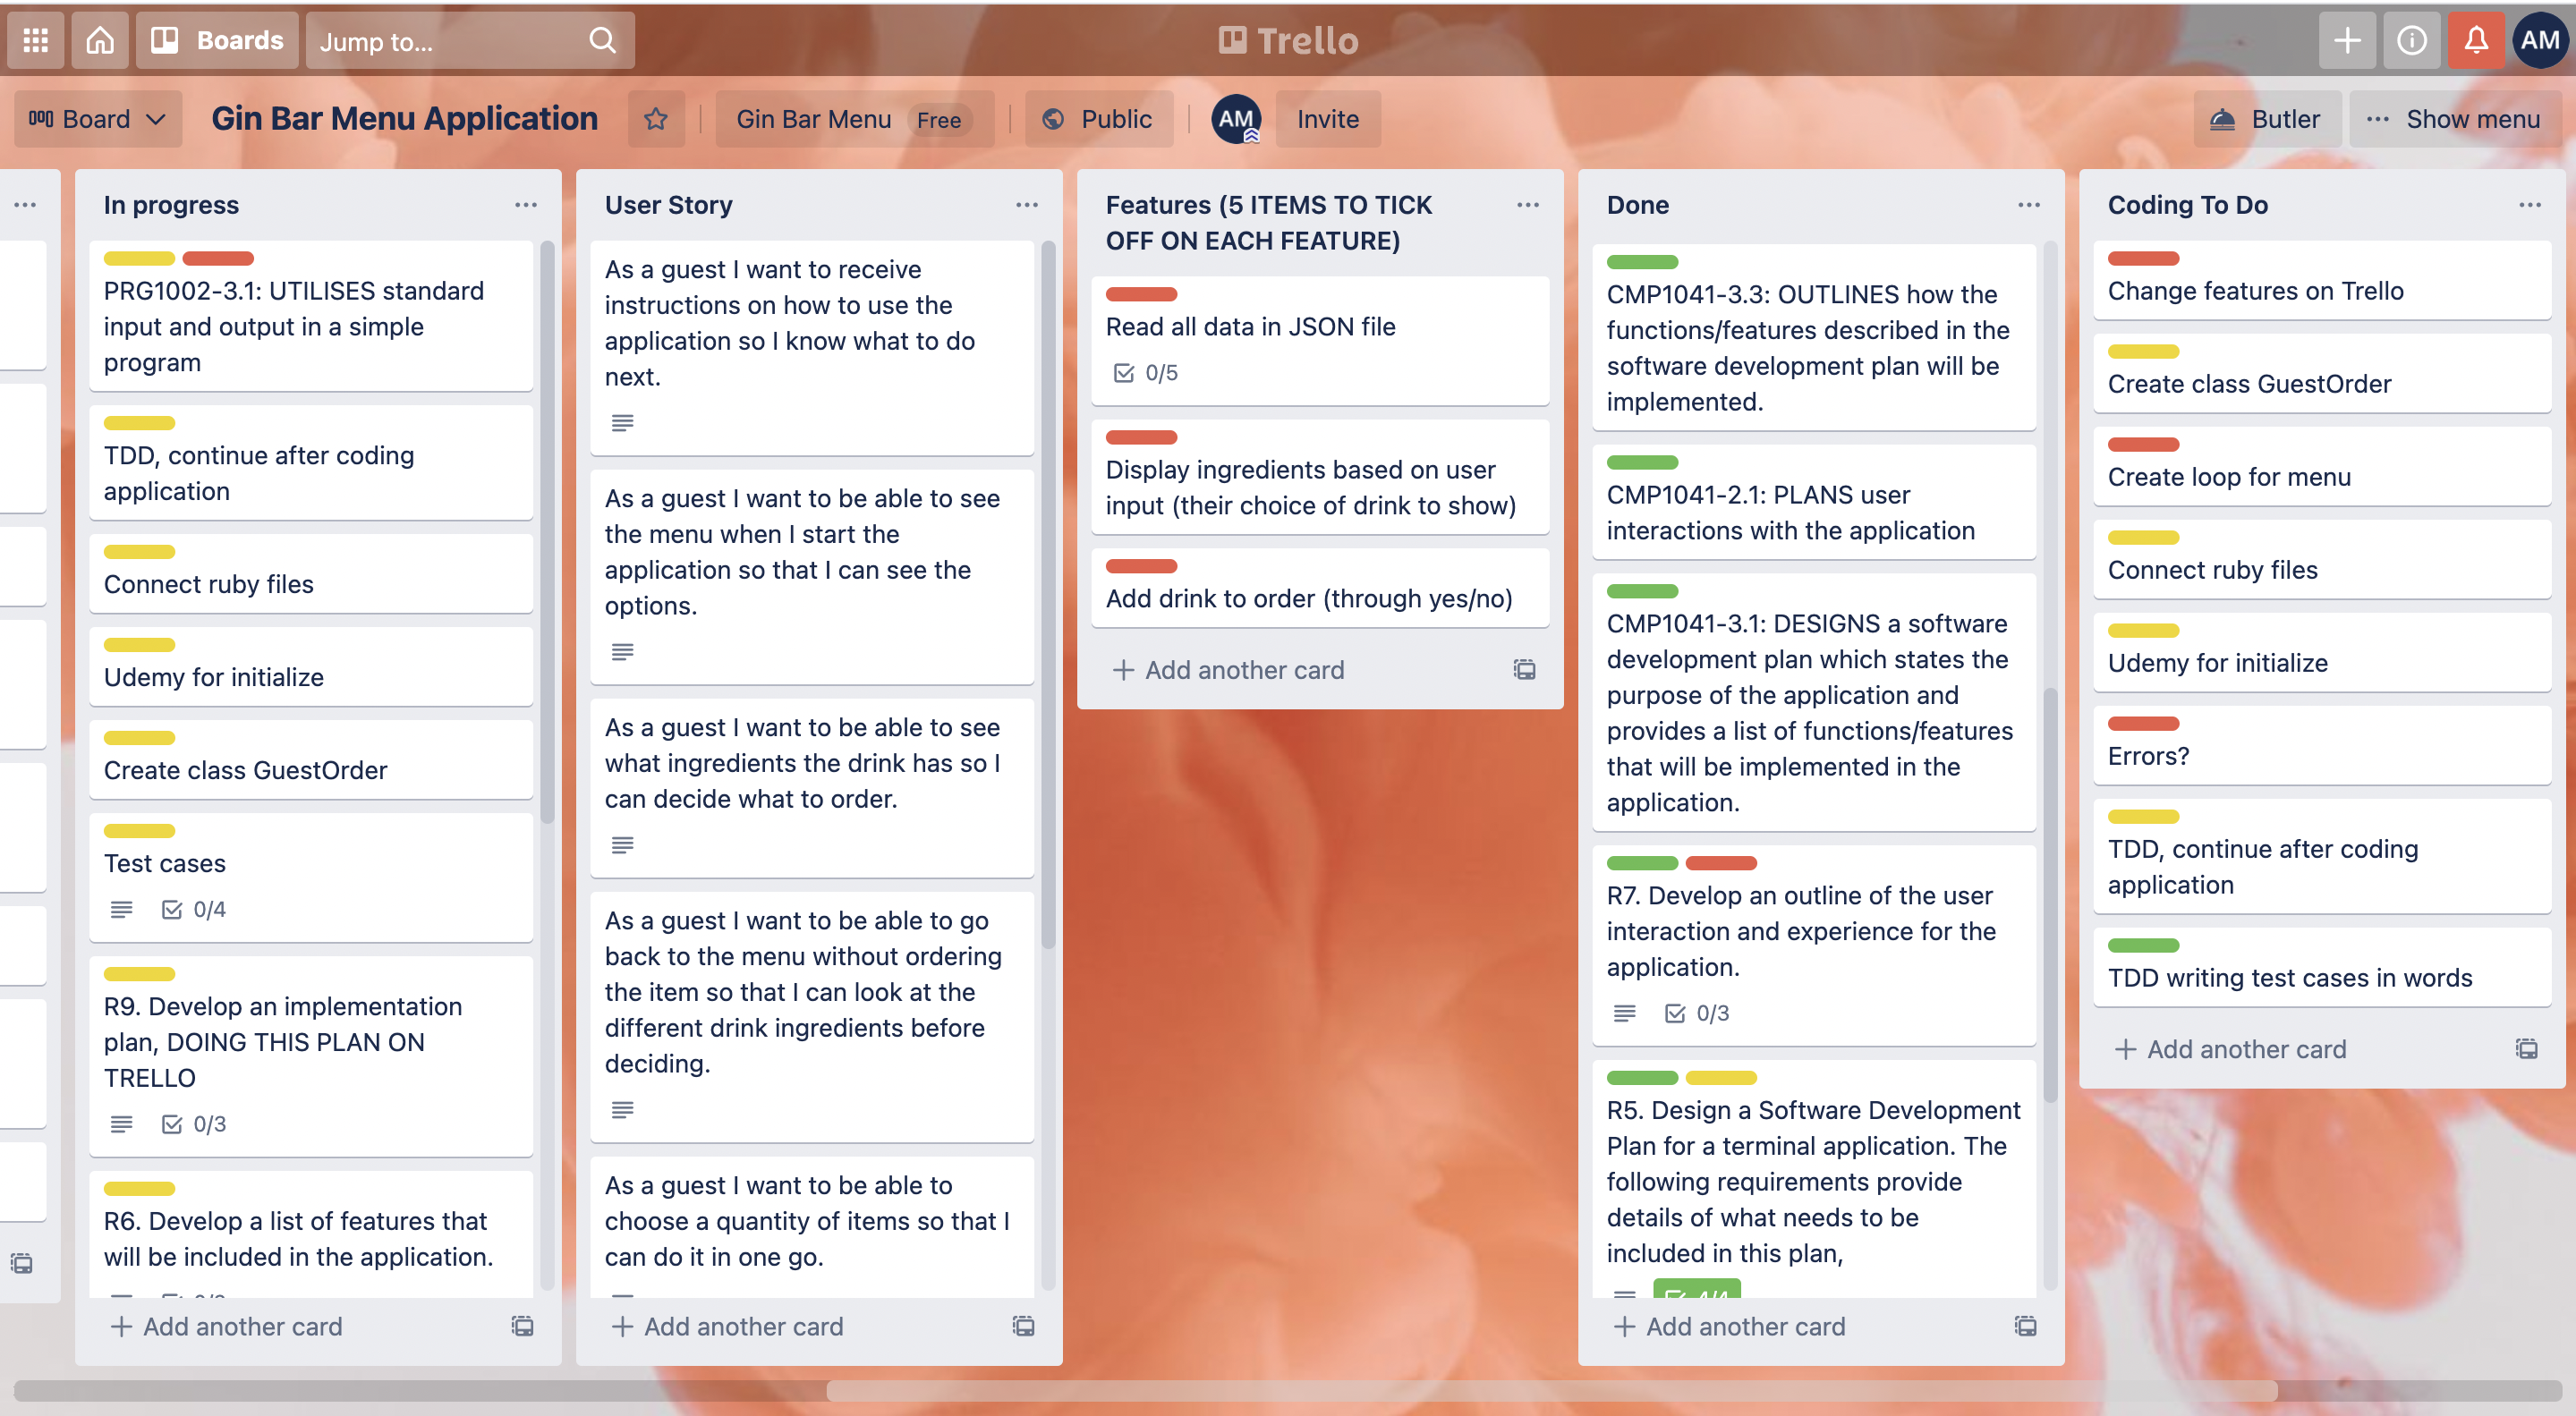 Boards
Jump to...
Trello
AM
Board
Gin Bar Menu Application
Gin Bar Menu Free
Public
AM
Invite
Butler
Show menu
In progress
PRG1002-3.1: UTILISES standard
input and output in a simple
program
TDD, continue after coding
application
Connect ruby files
Udemy for initialize
Create class GuestOrder
Test cases
0/4
R9. Develop an implementation
plan, DOING THIS PLAN ON
TRELLO
0/3
R6. Develop a list of features that
will be included in the application.
+ Add another card
User Story
As a guest I want to receive
instructions on how to use the
application so I know what to do
next.
As a guest I want to be able to see
the menu when I start the
application so that I can see the
options.
As a guest I want to be able to see
what ingredients the drink has so I
can decide what to order.
As a guest I want to be able to go
back to the menu without ordering
the item so that I can look at the
different drink ingredients before
deciding.
As a guest I want to be able to
choose a quantity of items so that I
can do it in one go.
+ Add another card
Features (5 ITEMS TO TICK
OFF ON EACH FEATURE)
Read all data in JSON file
0/5
Display ingredients based on user
input (their choice of drink to show)
Add drink to order (through yes/no)
+ Add another card
Done
CMP1041-3.3: OUTLINES how the
functions/features described in the
software development plan will be
implemented.
CMP1041-2.1: PLANS user
interactions with the application
CMP1041-3.1: DESIGNS a software
development plan which states the
purpose of the application and
provides a list of functions/features
that will be implemented in the
application.
R7. Develop an outline of the user
interaction and experience for the
application.
0/3
R5. Design a Software Development
Plan for a terminal application. The
following requirements provide
details of what needs to be
included in this plan,
4/4
+ Add another card
Coding To Do
Change features on Trello
Create class GuestOrder
Create loop for menu
Connect ruby files
Udemy for initialize
Errors?
TDD, continue after coding
application
TDD writing test cases in words
+ Add another card